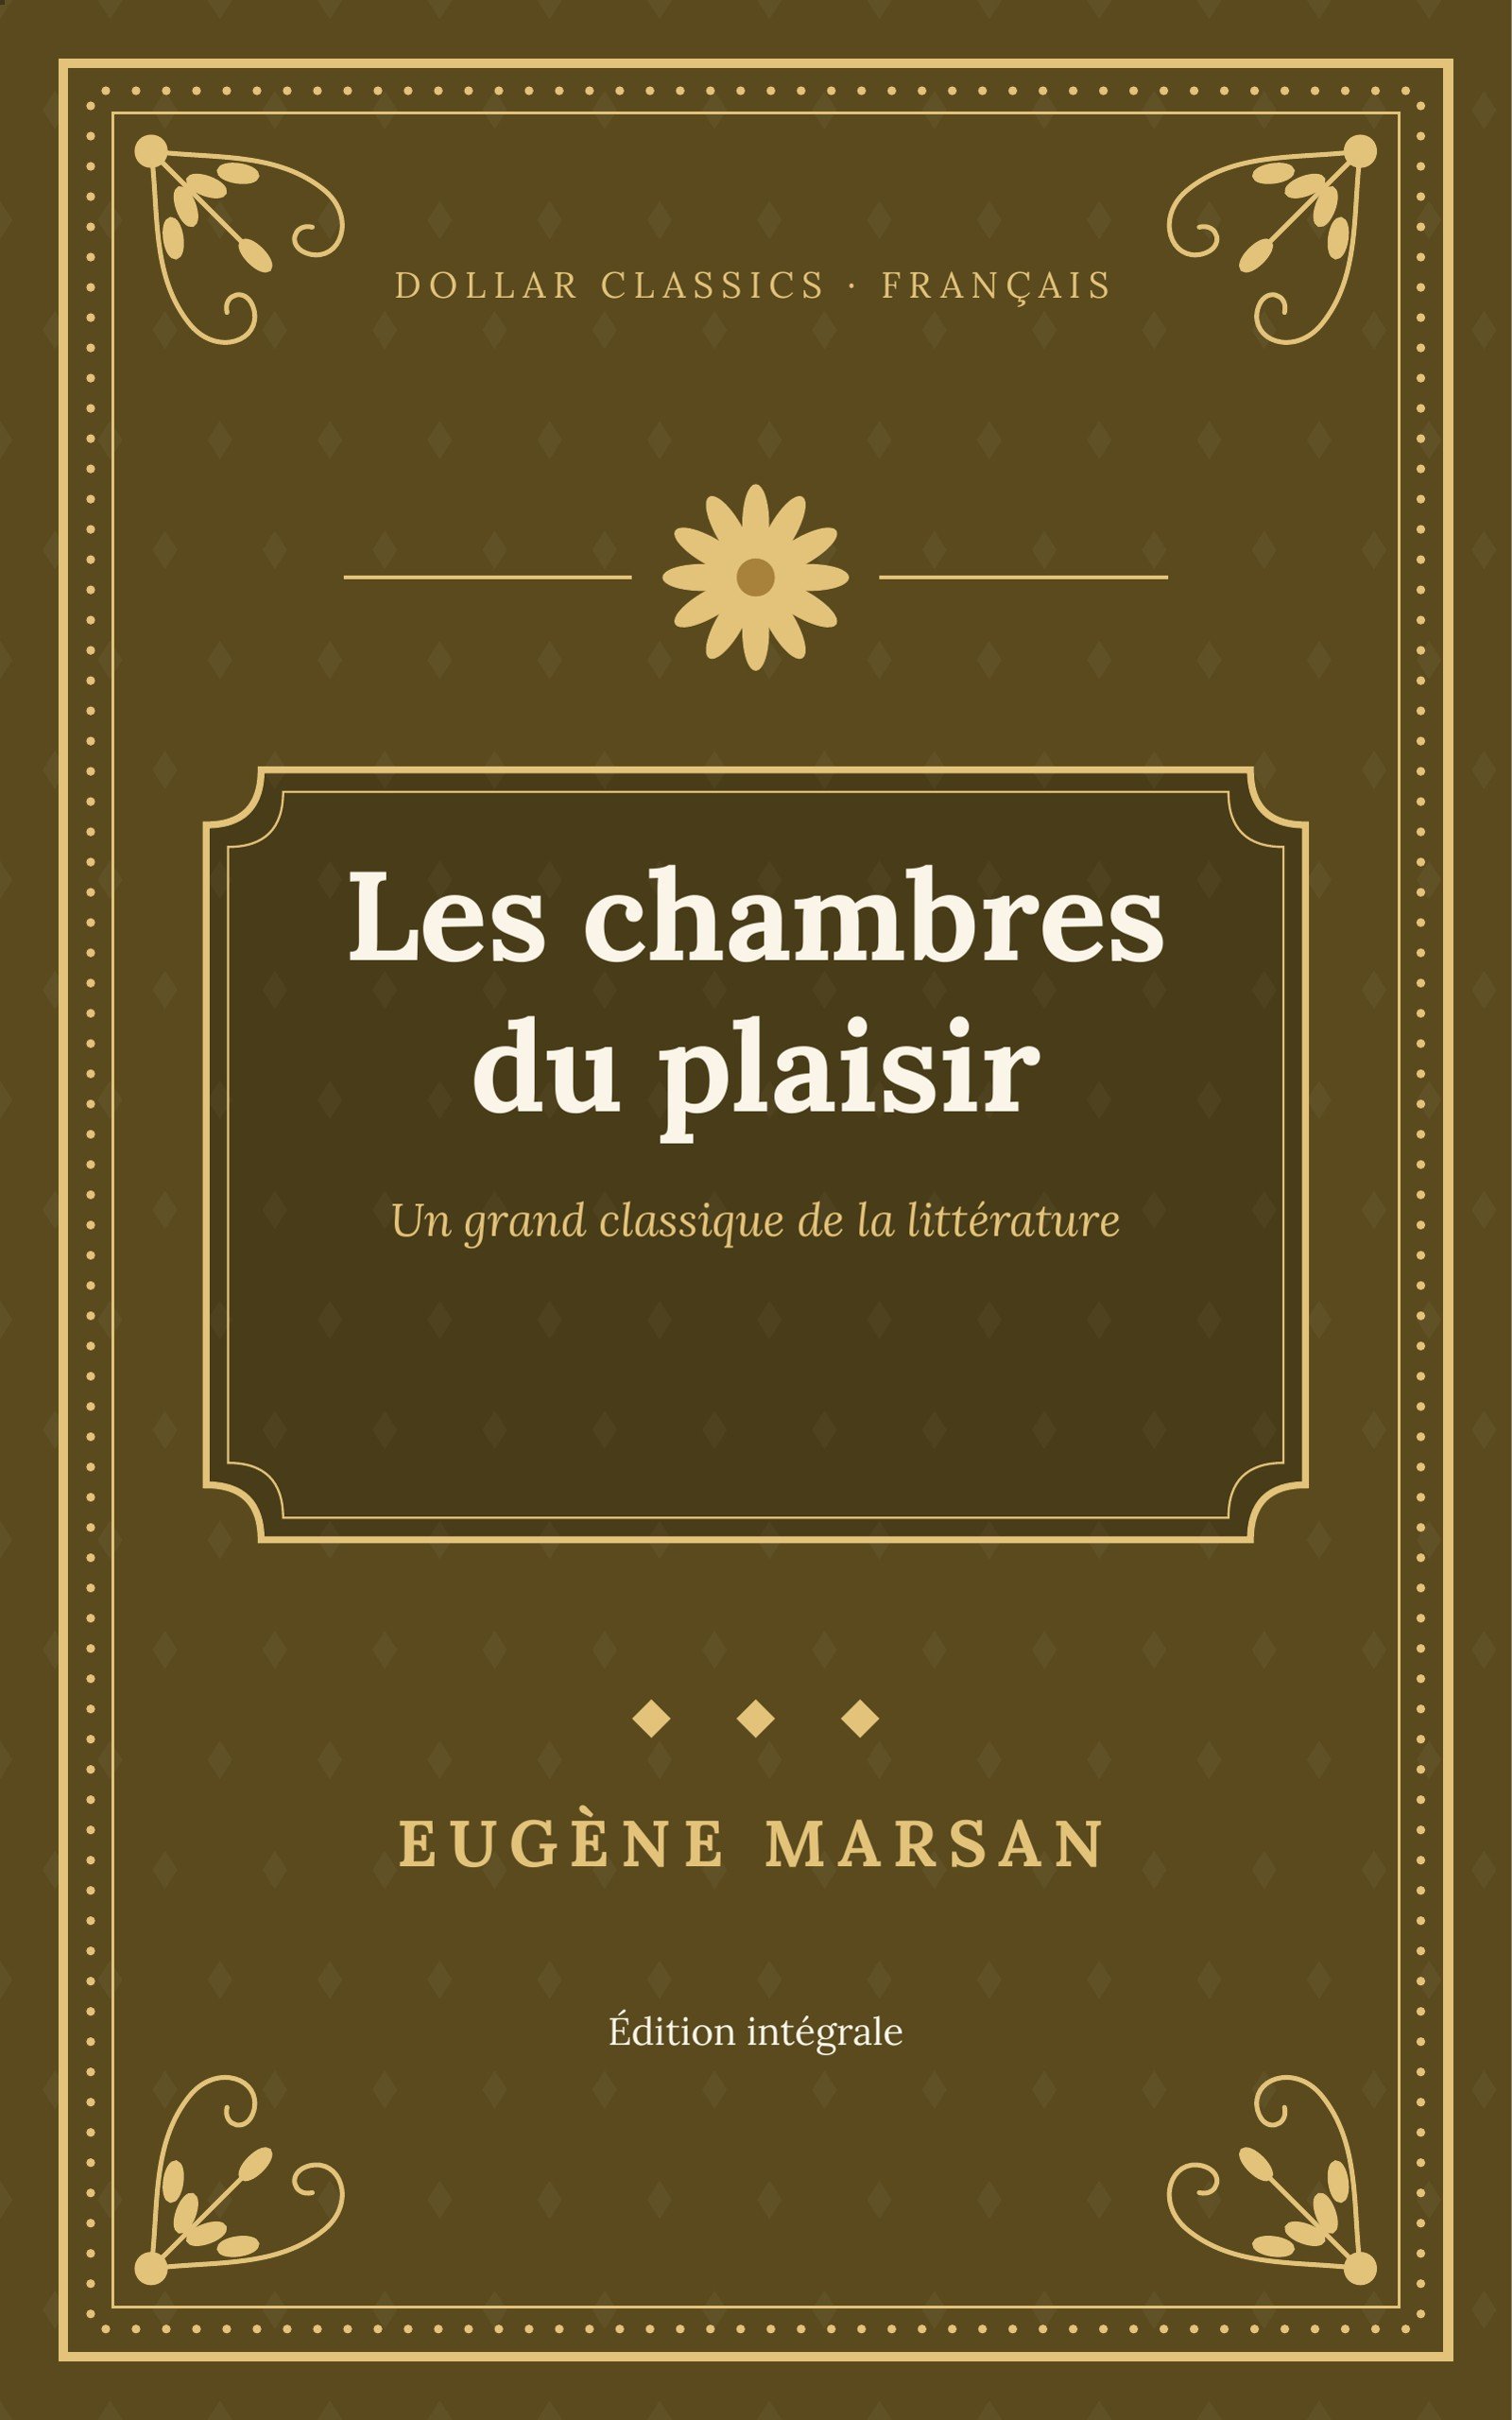 DOLLAR CLASSICS · FRANÇAIS
Les chambres
du plaisir
Un grand classique de la littérature
EUGÈNE MARSAN
Édition intégrale